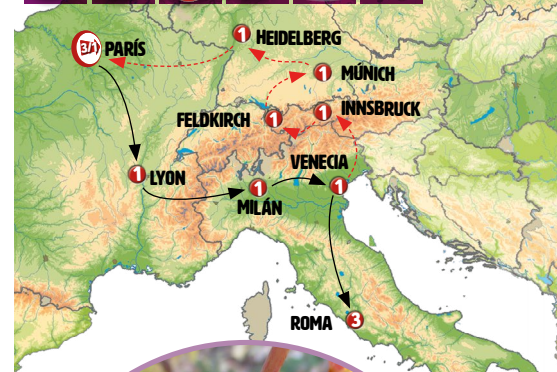 1 HEIDELBERG
3/1 PARÍS
1 MÚNICH
1 INNSBRUCK
FELDKIRCH 1
VENECIA
1 LYON
1
1
MILÁN
ROMA 3